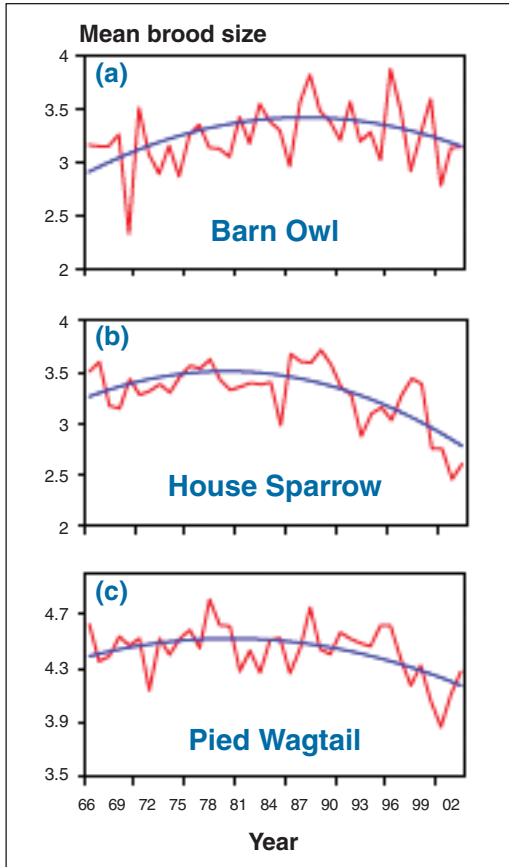 Mean brood size
4
(a)
3.5
3
Barn Owl
2.5
2
4
(b)
3.5
3
House Sparrow
2.5
2
(c)
4.7
4.3
3.9
Pied Wagtail
3.5
66 69 72 75 78 81 84 87 90 93 96 99 02
Year